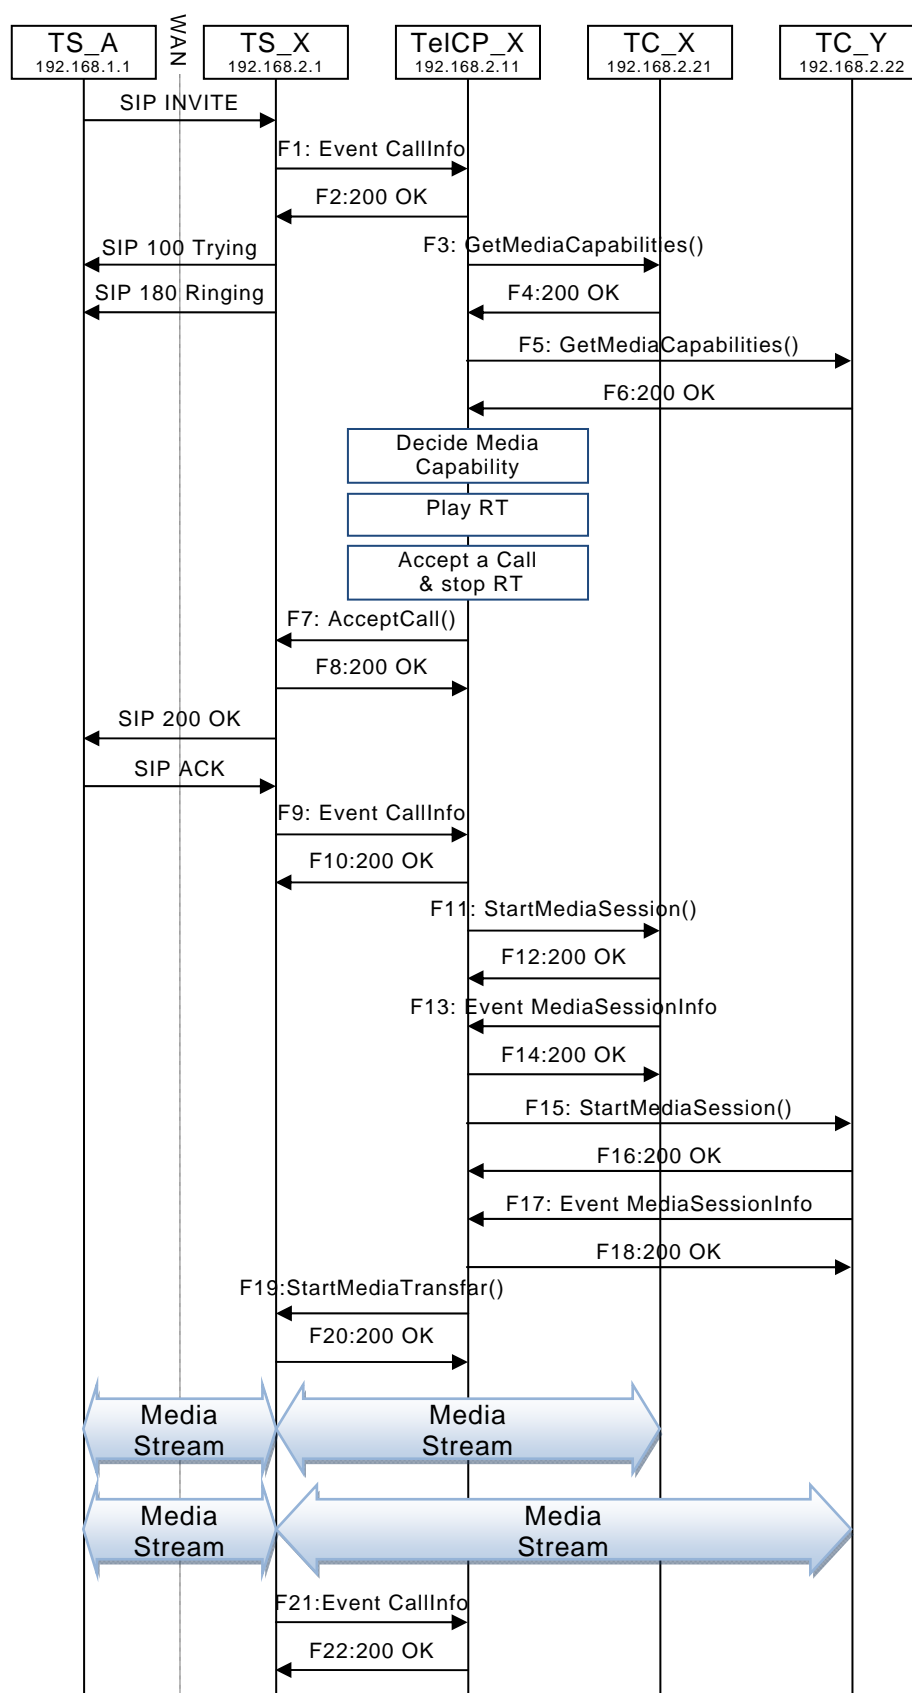 WAN
TS_A
192.168.1.1
TS_X
192.168.2.1
TelCP_X
192.168.2.11
TC_X
192.168.2.21
TC_Y
192.168.2.22
SIP INVITE
F1: Event CallInfo
F2:200 OK
SIP 100 Trying
F3: GetMediaCapabilities()
SIP 180 Ringing
F4:200 OK
F5: GetMediaCapabilities()
F6:200 OK
Decide Media
Capability
Play RT
Accept a Call
& stop RT
F7: AcceptCall()
F8:200 OK
SIP 200 OK
SIP ACK
F9: Event CallInfo
F10:200 OK
F11: StartMediaSession()
F12:200 OK
F13: Event MediaSessionInfo
F14:200 OK
F15: StartMediaSession()
F16:200 OK
F17: Event MediaSessionInfo
F18:200 OK
F19:StartMediaTransfar()
F20:200 OK
Media
Stream
Media
Stream
Media
Stream
Media
Stream
F21:Event CallInfo
F22:200 OK